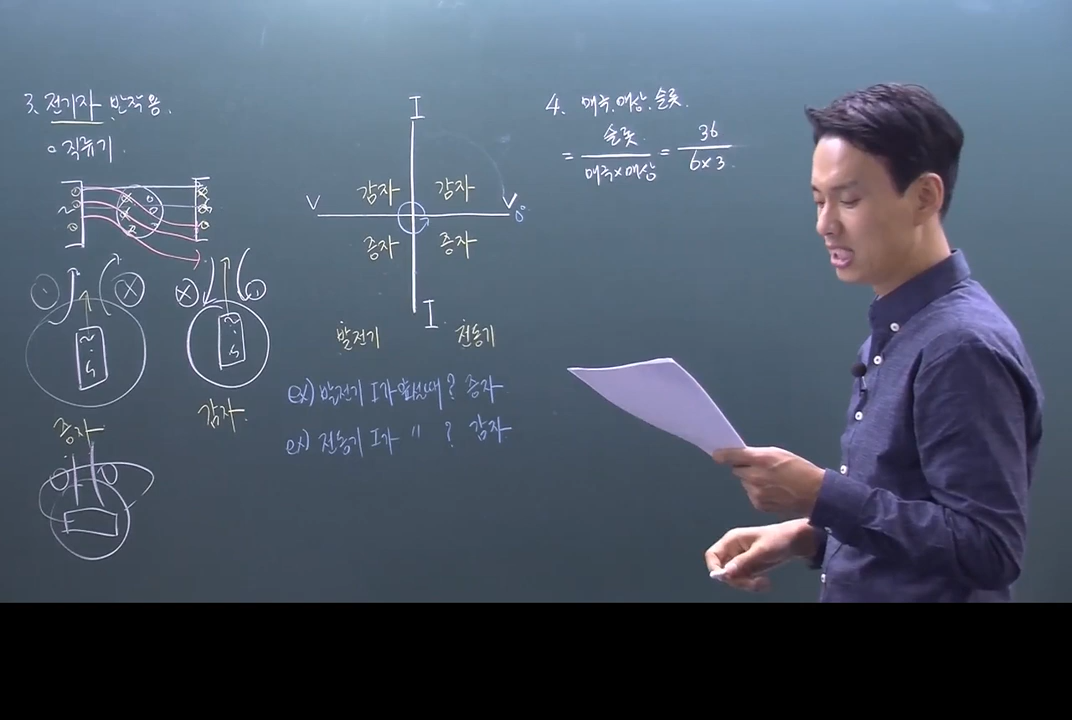 3. 전기자 반작용.
○ 직류기.
N
S
증자
감자.
I
V
V
0°
감자
감자
증자
증자
I
발전기
전동기
ex) 발전기 I가 앞설때? 증자
ex) 전동기 I가 〃 ? 감자.
4. 매극.매상.슬롯.
= 슬롯. / 매극×매상 = 36 / 6×3.